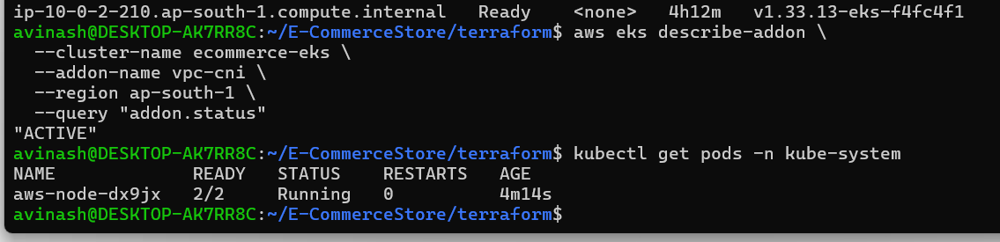 ip-10-0-2-210.ap-south-1.compute.internal   Ready    <none>   4h12m   v1.33.13-eks-f4fc4f1
avinash@DESKTOP-AK7RR8C:~/E-CommerceStore/terraform$ aws eks describe-addon \
  --cluster-name ecommerce-eks \
  --addon-name vpc-cni \
  --region ap-south-1 \
  --query "addon.status"
"ACTIVE"
avinash@DESKTOP-AK7RR8C:~/E-CommerceStore/terraform$ kubectl get pods -n kube-system
NAME             READY   STATUS    RESTARTS   AGE
aws-node-dx9jx   2/2     Running   0          4m14s
avinash@DESKTOP-AK7RR8C:~/E-CommerceStore/terraform$